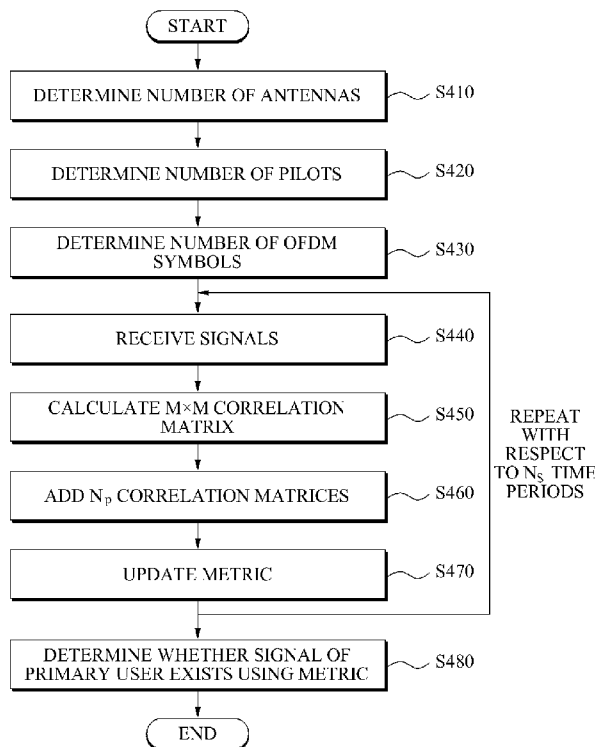 START
DETERMINE NUMBER OF ANTENNAS
S410
DETERMINE NUMBER OF PILOTS
S420
DETERMINE NUMBER OF OFDM
SYMBOLS
S430
RECEIVE SIGNALS
S440
CALCULATE M×M CORRELATION
MATRIX
S450
ADD Np CORRELATION MATRICES
S460
UPDATE METRIC
S470
REPEAT
WITH
RESPECT
TO NS TIME
PERIODS
DETERMINE WHETHER SIGNAL OF
PRIMARY USER EXISTS USING METRIC
S480
END